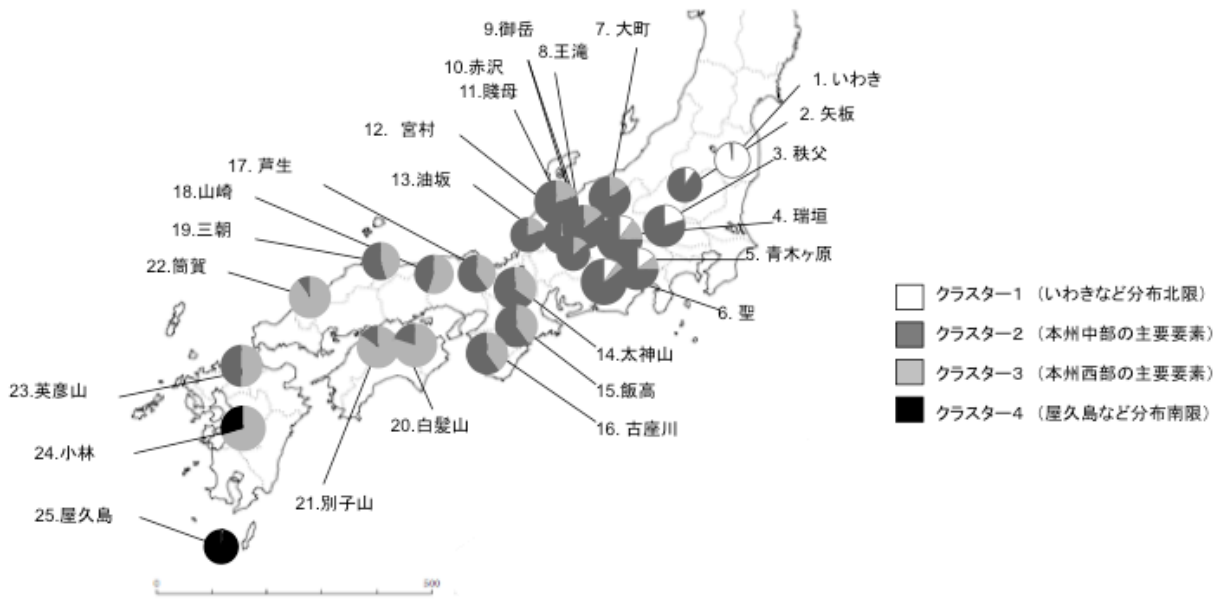 9.御岳
7. 大町
8.王滝
10.赤沢
11.賤母
1. いわき
2. 矢板
12. 宮村
3. 秩父
17. 芦生
13.油坂
18.山崎
4. 瑞垣
19.三朝
5. 青木ヶ原
22.筒賀
6. 聖
クラスター1 (いわきなど分布北限)
クラスター2 (本州中部の主要要素)
クラスター3 (本州西部の主要要素)
クラスター4 (屋久島など分布南限)
14.太神山
15.飯高
16. 古座川
23.英彦山
20.白髪山
24.小林
21.別子山
25.屋久島
0 500